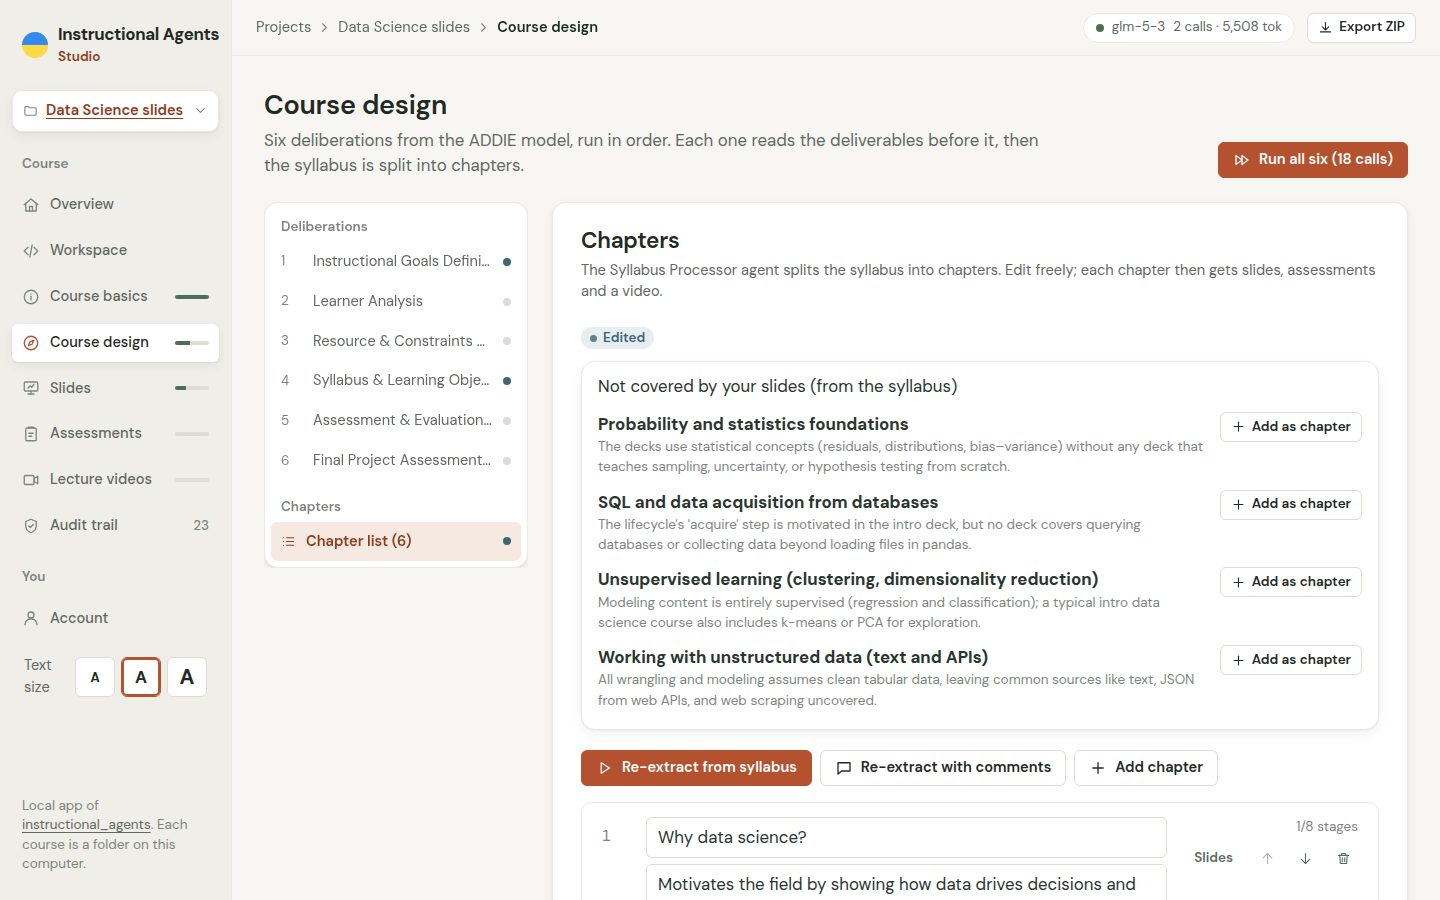 Instructional Agents
Studio
Data Science slides
Course
Overview
Workspace
Course basics
Course design
Slides
Assessments
Lecture videos
Audit trail 23
You
Account
Text size
A A A
Local app of
instructional_agents. Each
course is a folder on this
computer.
Projects > Data Science slides > Course design
glm-5-3 2 calls · 5,508 tok
Export ZIP
Course design
Six deliberations from the ADDIE model, run in order. Each one reads the deliverables before it, then
the syllabus is split into chapters.
Run all six (18 calls)
Deliberations
1 Instructional Goals Defini...
2 Learner Analysis
3 Resource & Constraints ...
4 Syllabus & Learning Obje...
5 Assessment & Evaluation...
6 Final Project Assessment...
Chapters
Chapter list (6)
Chapters
The Syllabus Processor agent splits the syllabus into chapters. Edit freely; each chapter then gets slides, assessments
and a video.
Edited
Not covered by your slides (from the syllabus)
Probability and statistics foundations
The decks use statistical concepts (residuals, distributions, bias–variance) without any deck that
teaches sampling, uncertainty, or hypothesis testing from scratch.
Add as chapter
SQL and data acquisition from databases
The lifecycle's 'acquire' step is motivated in the intro deck, but no deck covers querying
databases or collecting data beyond loading files in pandas.
Add as chapter
Unsupervised learning (clustering, dimensionality reduction)
Modeling content is entirely supervised (regression and classification); a typical intro data
science course also includes k-means or PCA for exploration.
Add as chapter
Working with unstructured data (text and APIs)
All wrangling and modeling assumes clean tabular data, leaving common sources like text, JSON
from web APIs, and web scraping uncovered.
Add as chapter
Re-extract from syllabus
Re-extract with comments
Add chapter
1 Why data science?
1/8 stages
Slides
Motivates the field by showing how data drives decisions and